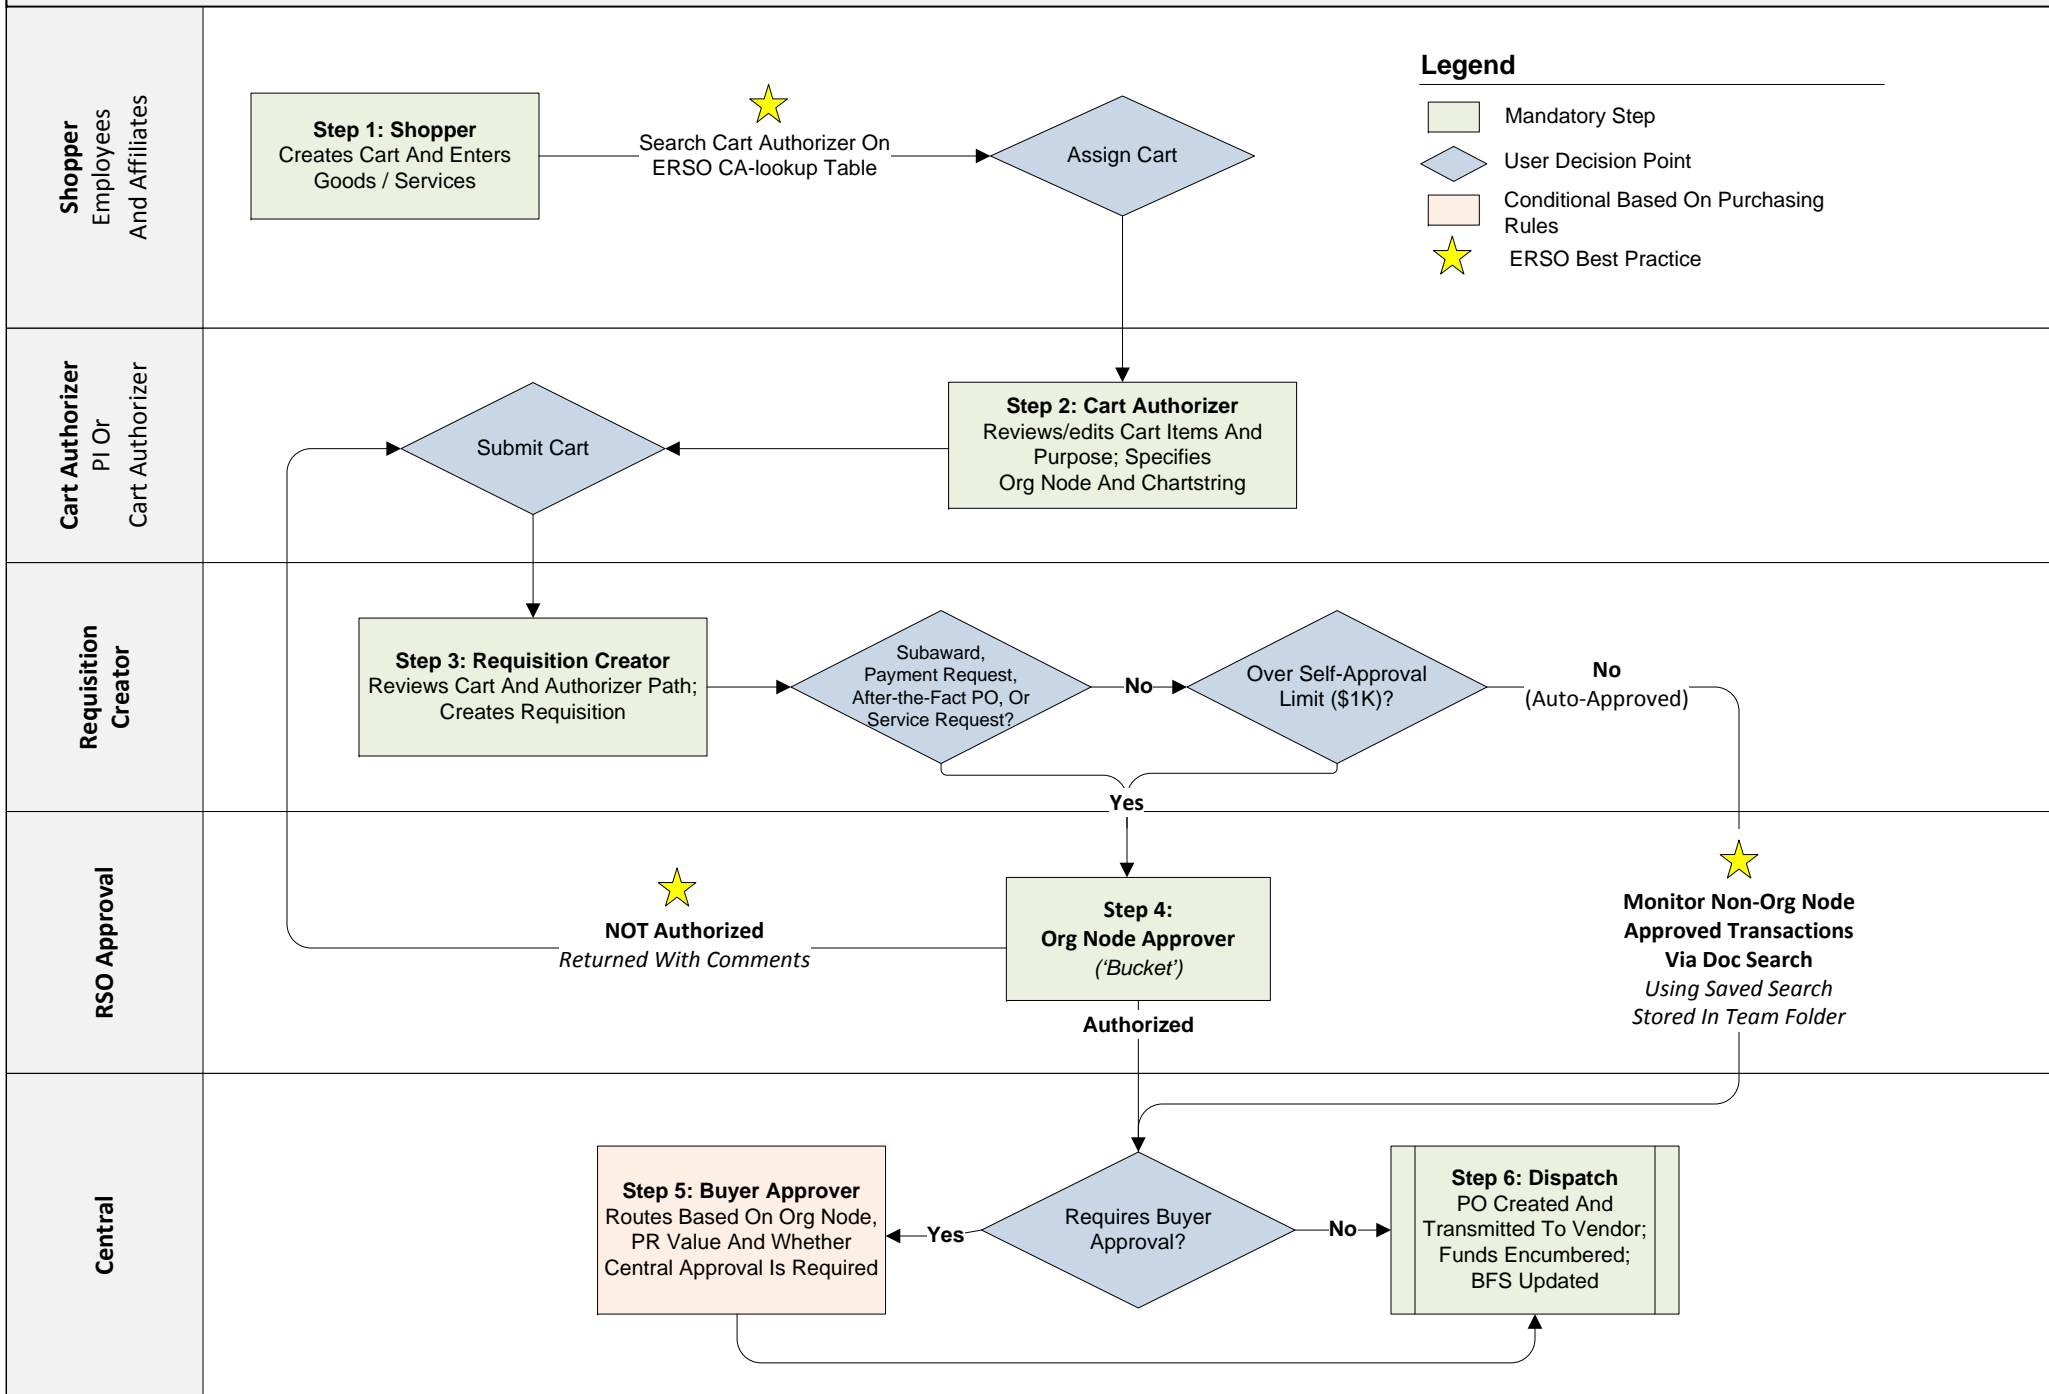 Shopper
Employees
And Affiliates
Step 1: Shopper
Creates Cart And Enters
Goods / Services
Search Cart Authorizer On
ERSO CA-lookup Table
Assign Cart
Legend
Mandatory Step
User Decision Point
Conditional Based On Purchasing
Rules
ERSO Best Practice
Cart Authorizer
PI Or
Cart Authorizer
Submit Cart
Step 2: Cart Authorizer
Reviews/edits Cart Items And
Purpose; Specifies
Org Node And Chartstring
Requisition
Creator
Step 3: Requisition Creator
Reviews Cart And Authorizer Path;
Creates Requisition
Subaward,
Payment Request,
After-the-Fact PO, Or
Service Request?
No
Over Self-Approval
Limit ($1K)?
No
(Auto-Approved)
Yes
RSO Approval
NOT Authorized
Returned With Comments
Step 4:
Org Node Approver
(‘Bucket’)
Authorized
Monitor Non-Org Node
Approved Transactions
Via Doc Search
Using Saved Search
Stored In Team Folder
Central
Step 5: Buyer Approver
Routes Based On Org Node,
PR Value And Whether
Central Approval Is Required
Yes
Requires Buyer
Approval?
No
Step 6: Dispatch
PO Created And
Transmitted To Vendor;
Funds Encumbered;
BFS Updated